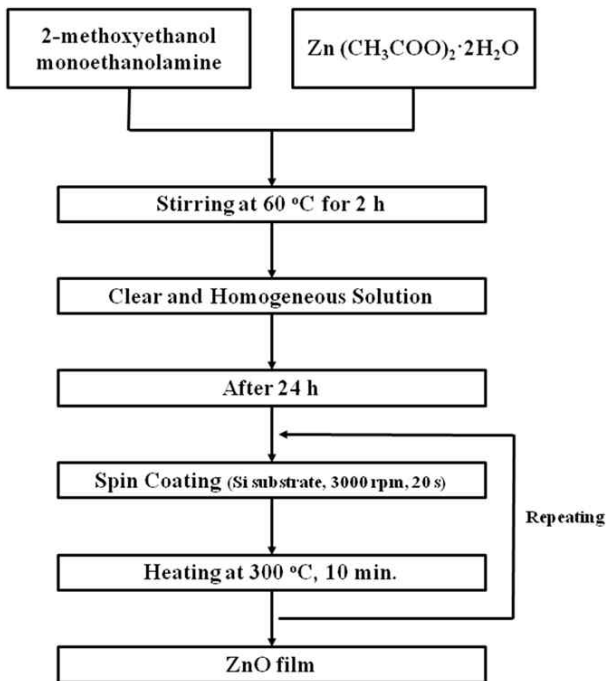 2-methoxyethanol
monoethanolamine
Zn (CH₃COO)₂·2H₂O
Stirring at 60 °C for 2 h
Clear and Homogeneous Solution
After 24 h
Spin Coating (Si substrate, 3000 rpm, 20 s)
Repeating
Heating at 300 °C, 10 min.
ZnO film